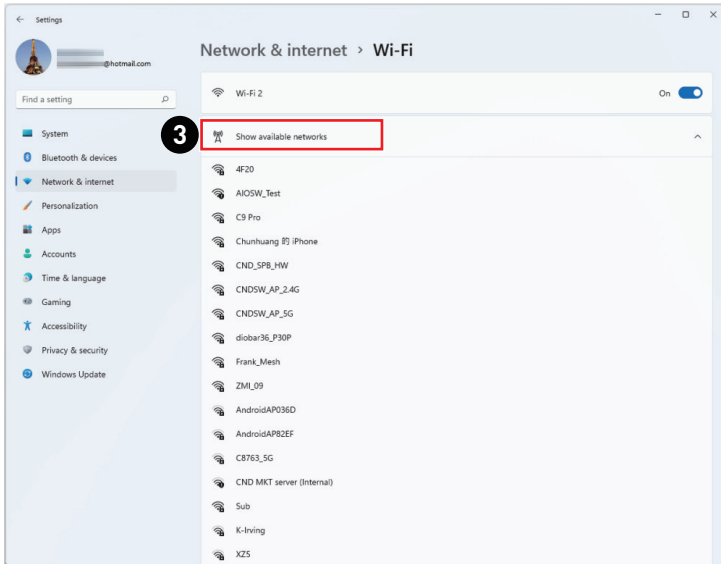 Settings
Network & internet > Wi-Fi
@hotmail.com
Find a setting
Wi-Fi 2
On
System
Bluetooth & devices
Network & internet
Personalization
Apps
Accounts
Time & language
Gaming
Accessibility
Privacy & security
Windows Update
3
Show available networks
4F20
AIOSW_Test
C9 Pro
Chunhuang 的 iPhone
CND_SPB_HW
CNDSW_AP_2.4G
CNDSW_AP_5G
diobar36_P30P
Frank_Mesh
ZMI_09
AndroidAP036D
AndroidAP82EF
C8763_5G
CND MKT server (Internal)
Sub
K-Irving
XZS